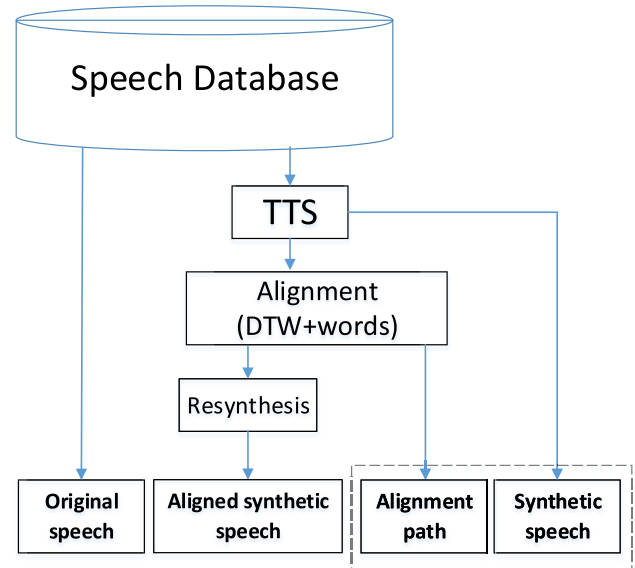 Speech Database
TTS
Alignment
(DTW+words)
Resynthesis
Original
speech
Aligned synthetic
speech
Alignment
path
Synthetic
speech